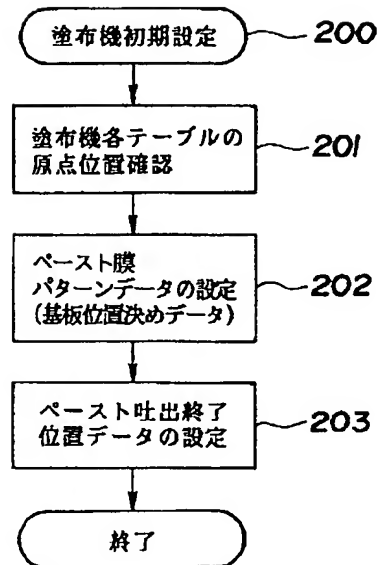 塗布機初期設定
200
塗布機各テーブルの
原点位置確認
201
ペースト膜
パターンデータの設定
(基板位置決めデータ)
202
ペースト吐出終了
位置データの設定
203
終了